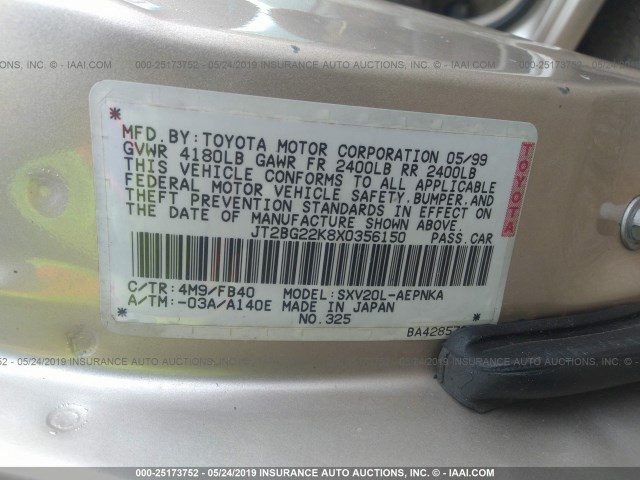 000-25173752 - 05/24/2019 INSURANCE AUTO AUCTIONS, INC. - IAAI.COM
MFD.BY:TOYOTA MOTOR CORPORATION 05/99
GVWR 4180LB GAWR FR 2400LB RR 2400LB
THIS VEHICLE CONFORMS TO ALL APPLICABLE
FEDERAL MOTOR VEHICLE SAFETY,BUMPER,AND
THEFT PREVENTION STANDARDS IN EFFECT ON
THE DATE OF MANUFACTURE SHOWN ABOVE.
JT2BG22K8X0356150 PASS.CAR
TOYOTA
C/TR:4M9/FB40 MODEL:SXV20L-AEPNKA
A/TM:-03A/A140E MADE IN JAPAN
NO.325
000-25173752 - 05/24/2019 INSURANCE AUTO AUCTIONS, INC. - IAAI.COM